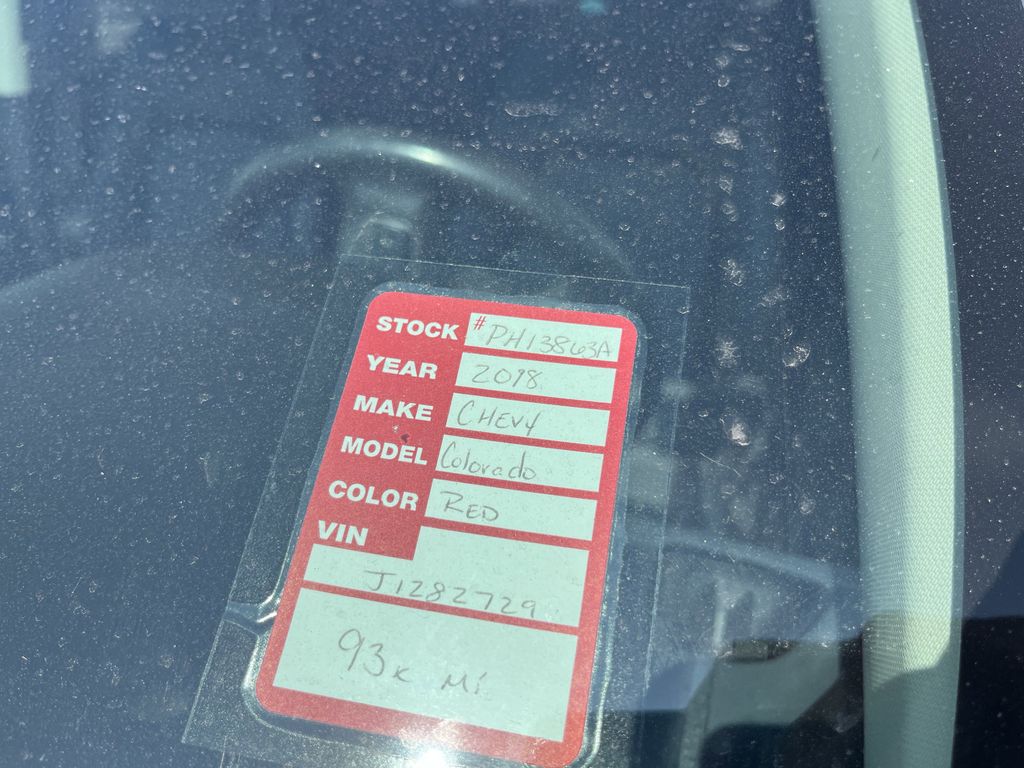 STOCK # PH13863A
YEAR 2018
MAKE CHEVY
MODEL Colorado
COLOR RED
VIN
J1282729
93K Mi